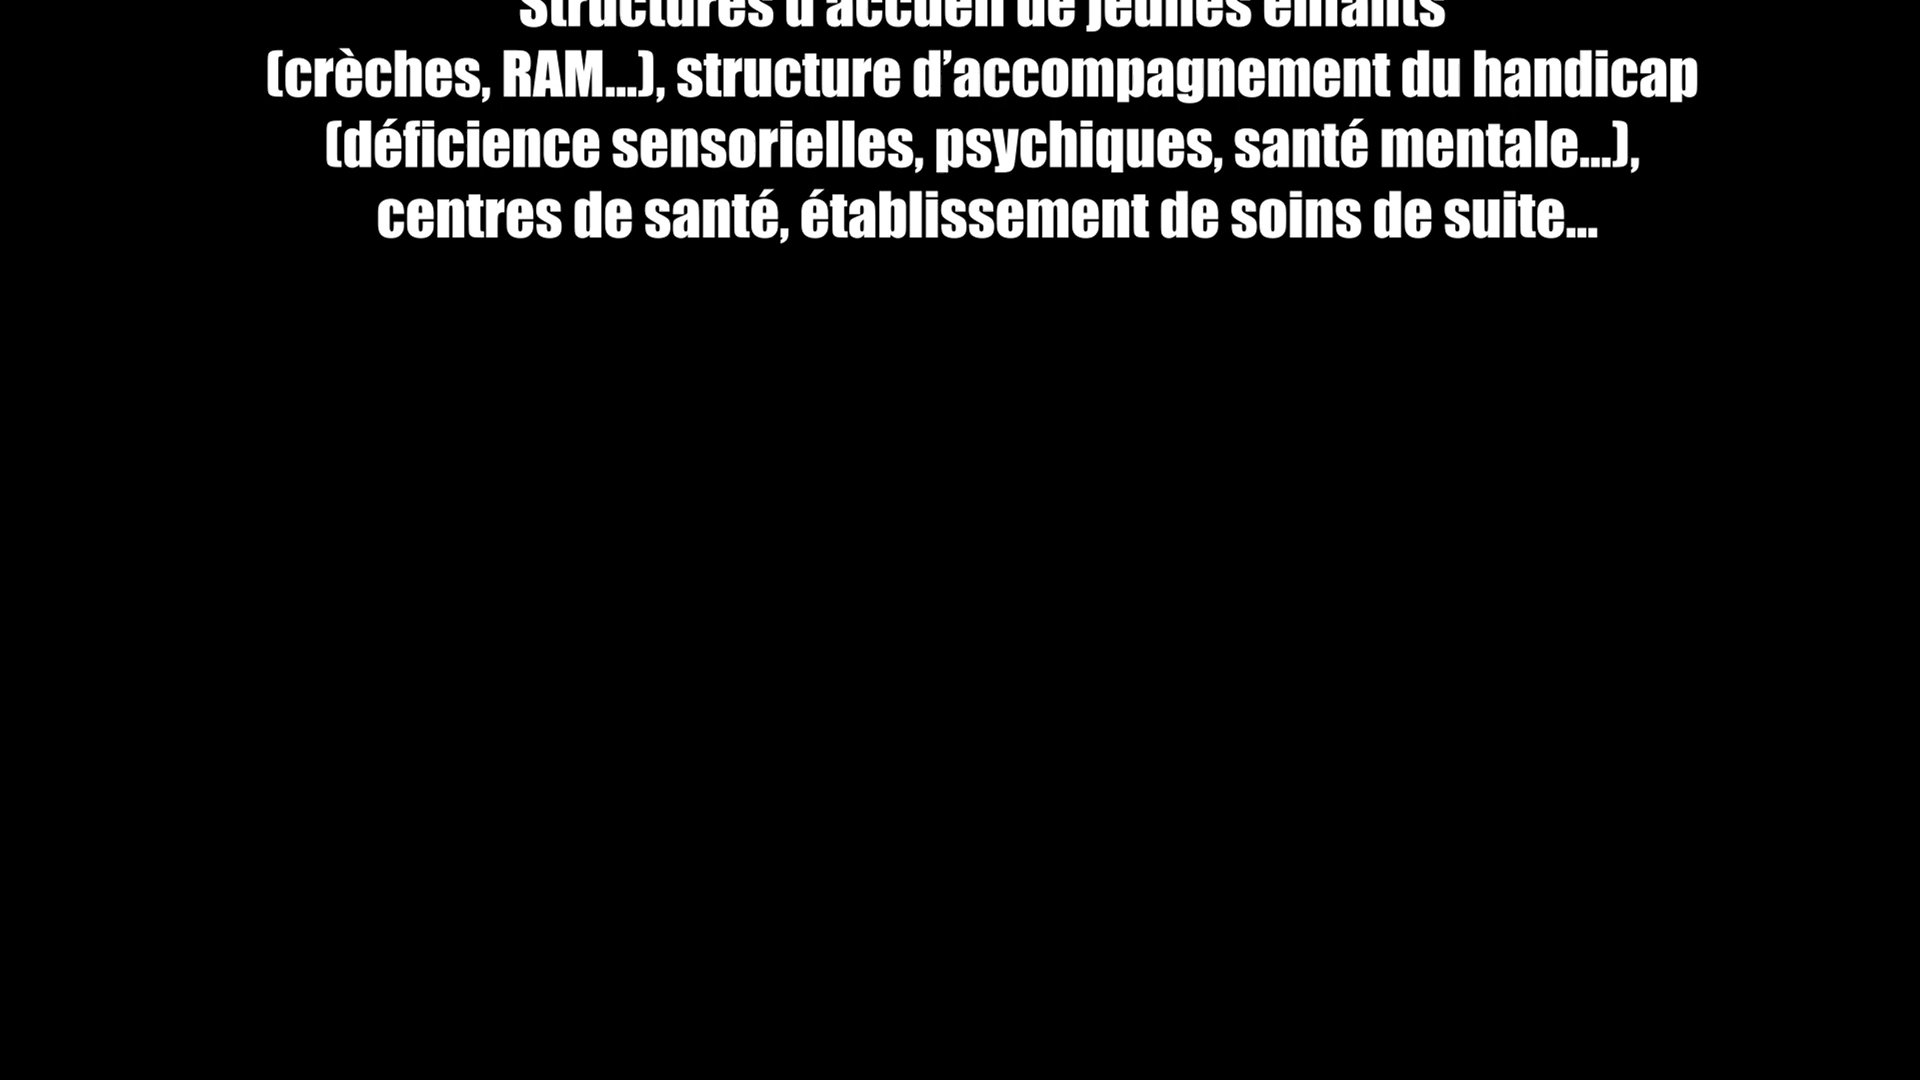 Structures d’accueil de jeunes enfants
(crèches, RAM...), structure d’accompagnement du handicap
(déficience sensorielles, psychiques, santé mentale...),
centres de santé, établissement de soins de suite...